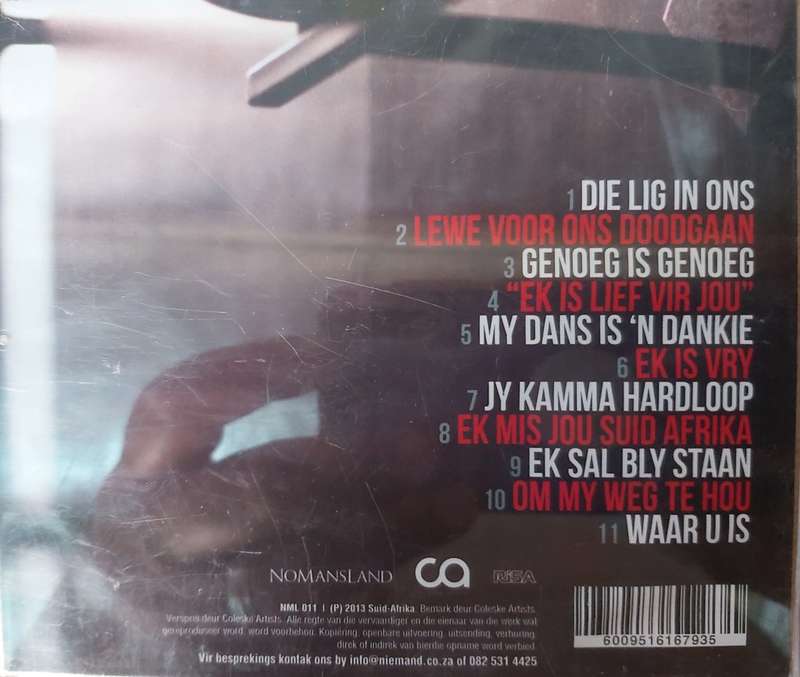 1 DIE LIG IN ONS
2 LEWE VOOR ONS DOODGAAN
3 GENOEG IS GENOEG
4 "EK IS LIEF VIR JOU"
5 MY DANS IS 'N DANKIE
6 EK IS VRY
7 JY KAMMA HARDLOOP
8 EK MIS JOU SUID AFRIKA
9 EK SAL BLY STAAN
10 OM MY WEG TE HOU
11 WAAR U IS
NOMANSLAND ca RiSA
NML 011 | (P) 2013 Suid-Afrika. Bemark deur Coleske Artists.
Versprei deur Coleske Artists. Alle regte van die vervaardiger en die eienaar van die werk wat
gereproduseer word, word voorbehou. Kopiëring, openbare uitvoering, uitsending, verhuring,
direk of indirek van hierdie opname word verbied.
Vir besprekings kontak ons by info@niemand.co.za of 082 531 4425
6009516167935